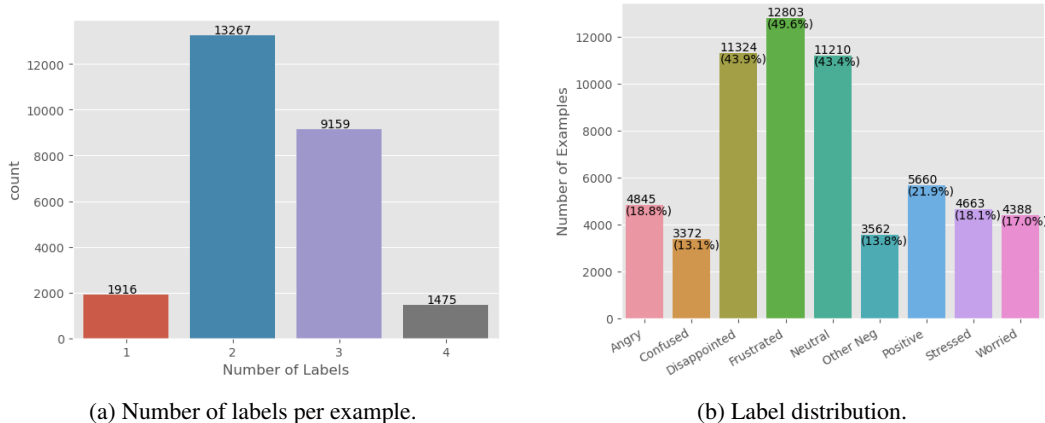 13267
12000
10000
9159
8000
count
6000
4000
2000
1916
1475
0
1
2
3
4
Number of Labels
(a) Number of labels per example.
12803
(49.6%)
12000
11324
(43.9%)
11210
(43.4%)
10000
8000
Number of Examples
6000
5660
(21.9%)
4845
(18.8%)
4663
(18.1%)
4388
(17.0%)
4000
3372
(13.1%)
3562
(13.8%)
2000
0
Angry
Confused
Disappointed
Frustrated
Neutral
Other Neg
Positive
Stressed
Worried
(b) Label distribution.